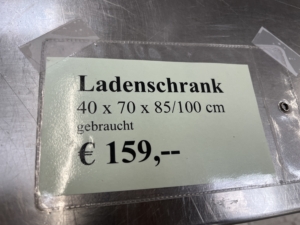 Ladenschrank
40 x 70 x 85/100 cm
gebraucht
€ 159,--